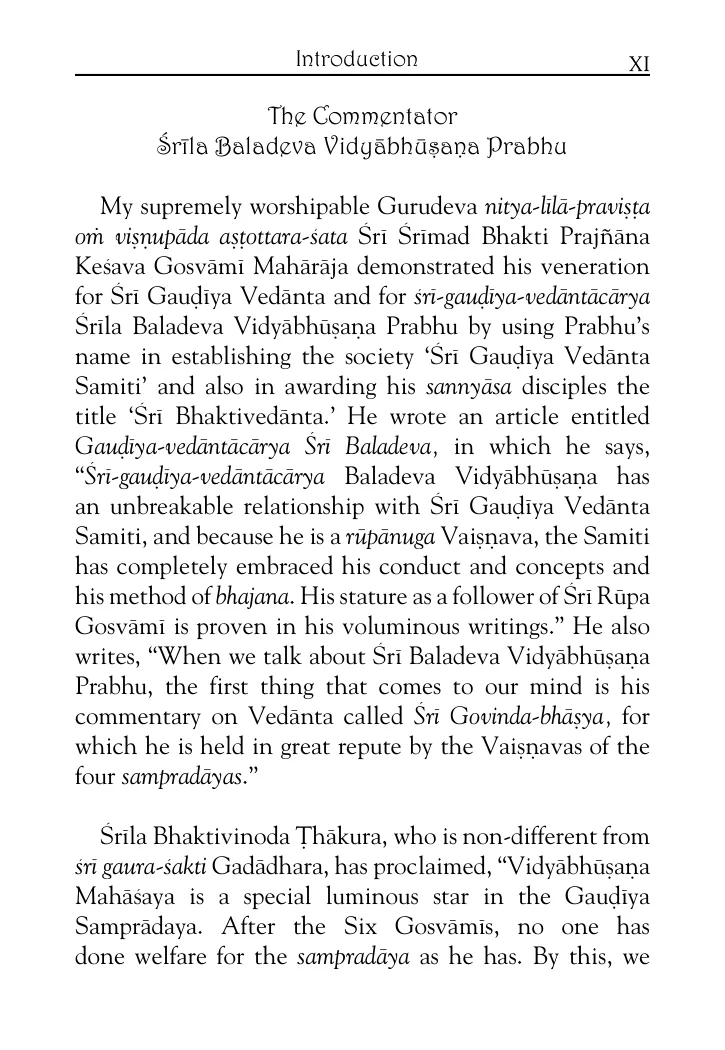 Introduction XI
The Commentator
Śrīla Baladeva Vidyābhūṣaṇa Prabhu
My supremely worshipable Gurudeva nitya-līlā-praviṣṭa
oṁ viṣṇupāda aṣṭottara-śata Śrī Śrīmad Bhakti Prajñāna
Keśava Gosvāmī Mahārāja demonstrated his veneration
for Śrī Gauḍīya Vedānta and for śrī-gauḍīya-vedāntācārya
Śrīla Baladeva Vidyābhūṣaṇa Prabhu by using Prabhu’s
name in establishing the society ‘Śrī Gauḍīya Vedānta
Samiti’ and also in awarding his sannyāsa disciples the
title ‘Śrī Bhaktivedānta.’ He wrote an article entitled
Gauḍīya-vedāntācārya Śrī Baladeva, in which he says,
“Śrī-gauḍīya-vedāntācārya Baladeva Vidyābhūṣaṇa has
an unbreakable relationship with Śrī Gauḍīya Vedānta
Samiti, and because he is a rūpānuga Vaiṣṇava, the Samiti
has completely embraced his conduct and concepts and
his method of bhajana. His stature as a follower of Śrī Rūpa
Gosvāmī is proven in his voluminous writings.” He also
writes, “When we talk about Śrī Baladeva Vidyābhūṣaṇa
Prabhu, the first thing that comes to our mind is his
commentary on Vedānta called Śrī Govinda-bhāṣya, for
which he is held in great repute by the Vaiṣṇavas of the
four sampradāyas.”
Śrīla Bhaktivinoda Ṭhākura, who is non-different from
śrī gaura-śakti Gadādhara, has proclaimed, “Vidyābhūṣaṇa
Mahāśaya is a special luminous star in the Gauḍīya
Samprādaya. After the Six Gosvāmīs, no one has
done welfare for the sampradāya as he has. By this, we